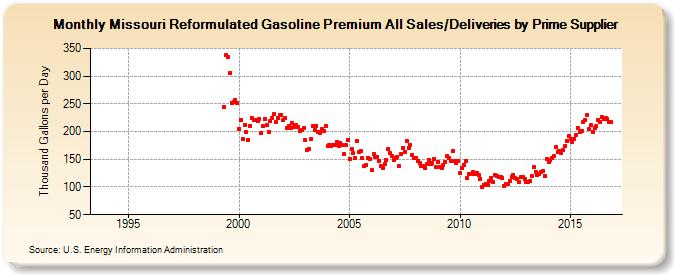 Monthly Missouri Reformulated Gasoline Premium All Sales/Deliveries by Prime Supplier
Thousand Gallons per Day
350
300
250
200
150
100
50
1995 2000 2005 2010 2015
Source: U.S. Energy Information Administration